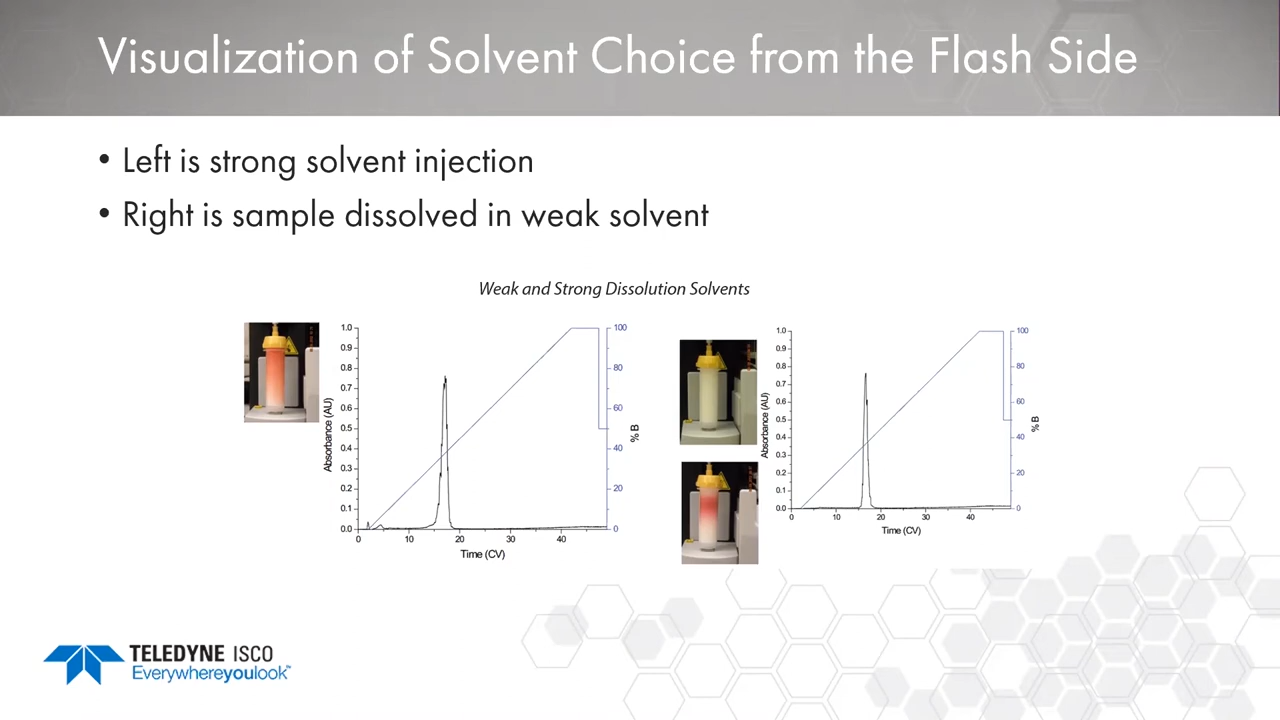 Visualization of Solvent Choice from the Flash Side
• Left is strong solvent injection
• Right is sample dissolved in weak solvent
Weak and Strong Dissolution Solvents
1.0
0.9
0.8
0.7
0.6
0.5
0.4
0.3
0.2
0.1
0.0
Absorbance (AU)
0 10 20 30 40
Time (CV)
100
80
60
40
20
0
% B
1.0
0.9
0.8
0.7
0.6
0.5
0.4
0.3
0.2
0.1
0.0
Absorbance (AU)
0 10 20 30 40
Time (CV)
100
80
60
40
20
0
% B
TELEDYNE ISCO
Everywhereyoulook™